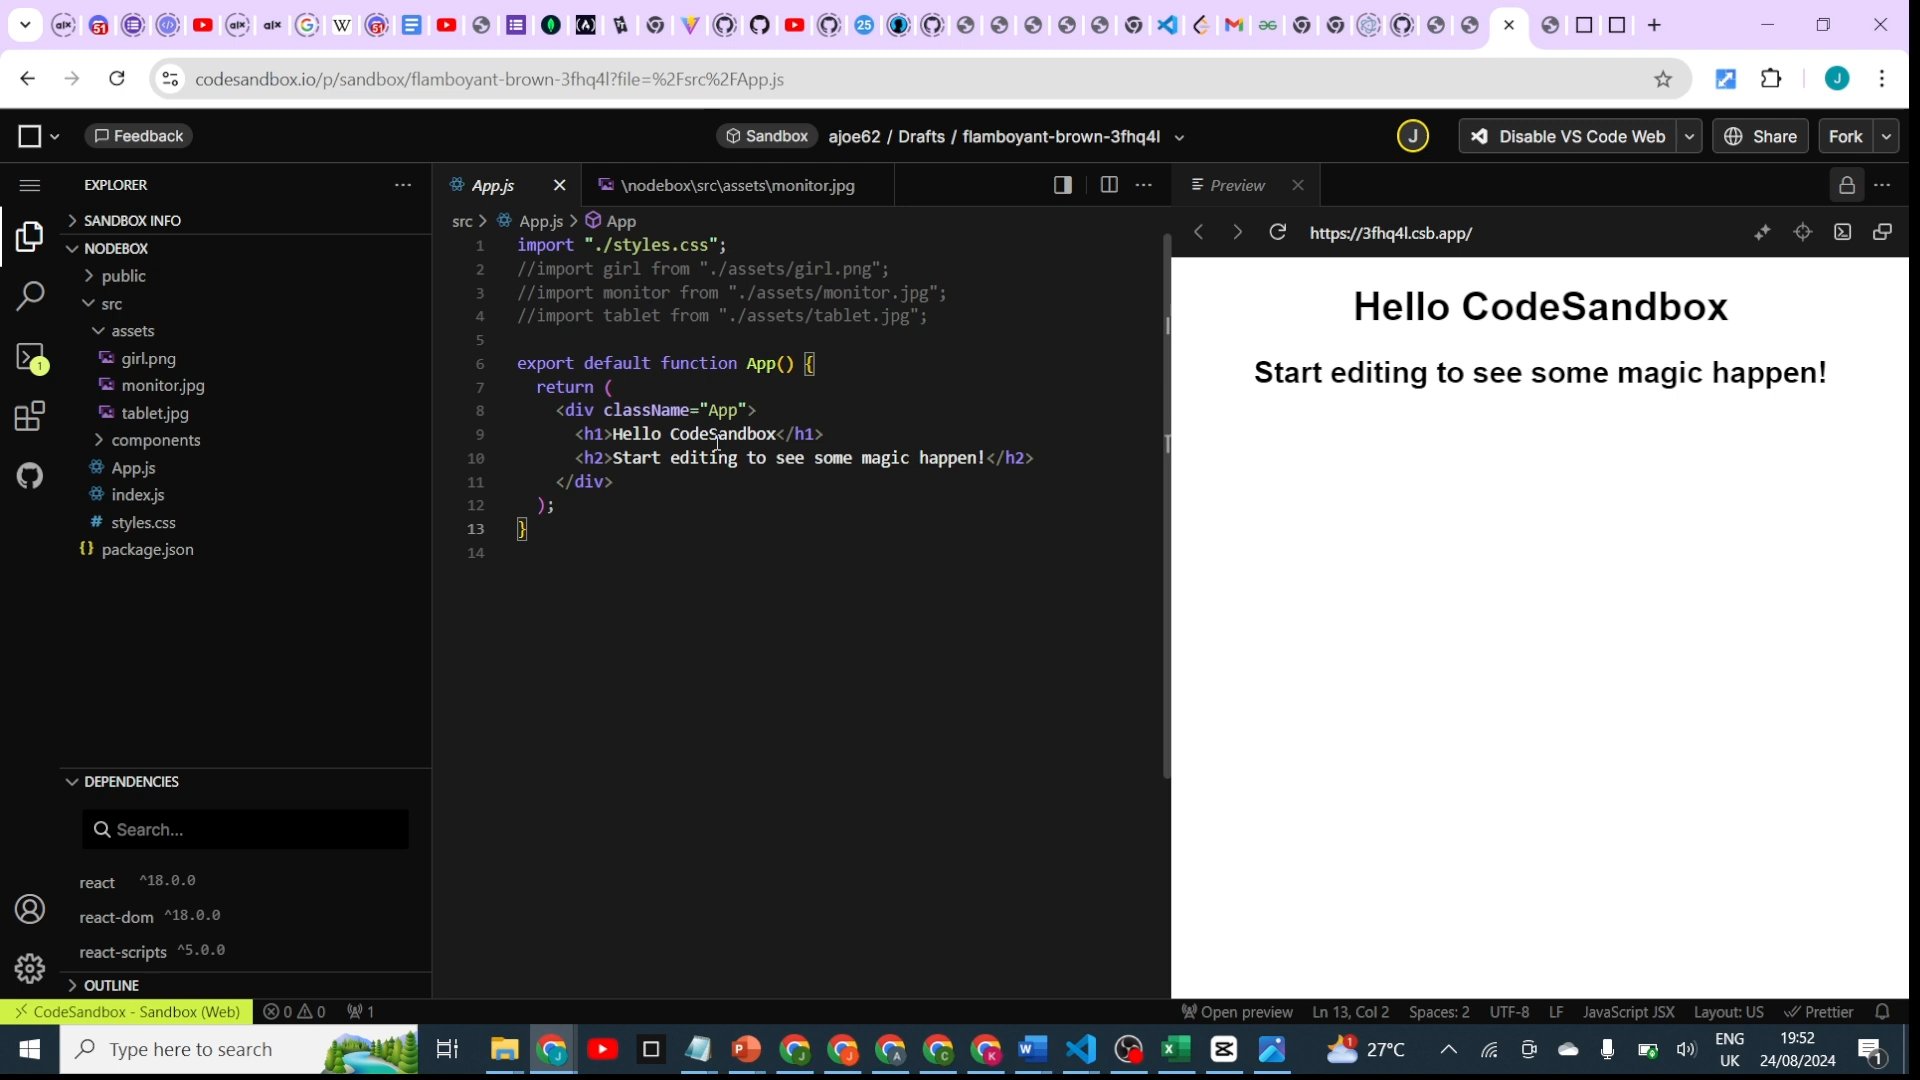 codesandbox.io/p/sandbox/flamboyant-brown-3fhq4l?file=%2Fsrc%2FApp.js
J
Feedback
Sandbox
ajoe62 / Drafts / flamboyant-brown-3fhq4l
J
Disable VS Code Web
Share
Fork
EXPLORER
SANDBOX INFO
NODEBOX
public
src
assets
girl.png
monitor.jpg
tablet.jpg
components
App.js
index.js
styles.css
package.json
1
DEPENDENCIES
Search...
react ^18.0.0
react-dom ^18.0.0
react-scripts ^5.0.0
OUTLINE
App.js
\nodebox\src\assets\monitor.jpg
src > App.js > App
1 import "./styles.css";
2 //import girl from "./assets/girl.png";
3 //import monitor from "./assets/monitor.jpg";
4 //import tablet from "./assets/tablet.jpg";
5
6 export default function App() {
7 return (
8 <div className="App">
9 <h1>Hello CodeSandbox</h1>
10 <h2>Start editing to see some magic happen!</h2>
11 </div>
12 );
13 }
14
Preview
https://3fhq4l.csb.app/
Hello CodeSandbox
Start editing to see some magic happen!
CodeSandbox - Sandbox (Web)
0 0
1
Open preview
Ln 13, Col 2
Spaces: 2
UTF-8
LF
JavaScript JSX
Layout: US
Prettier
Type here to search
27°C
ENG
UK
19:52
24/08/2024
1